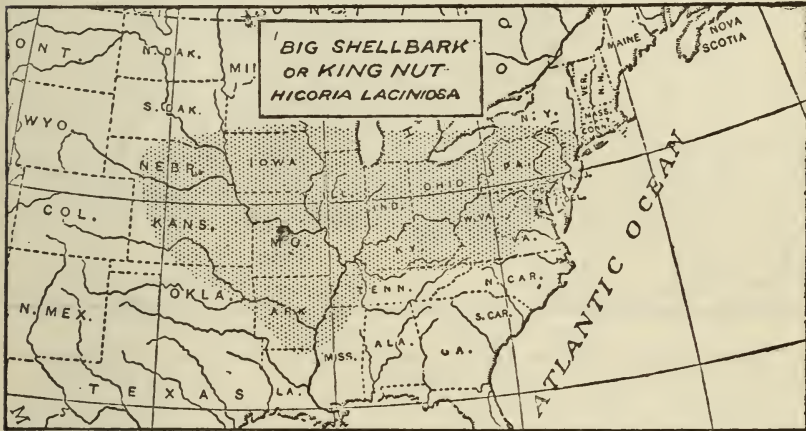 'BIG SHELLBARK
OR KING NUT
HICORIA LACINIOSA
ONT.
N. DAK.
MI
MAINE
NOVA
SCOTIA
O
S. DAK.
VER.
N.H.
WYO.
N.Y.
MASS.
CONN.
NEBR.
IOWA
PA.
ILL.
IND.
OHIO
COL.
KANS.
MO.
W.VA.
VA.
KY.
TENN.
N. CAR.
OKLA.
ARK
N. MEX.
S. CAR.
MISS.
ALA.
GA.
TEXAS
LA.
ATLANTIC OCEAN